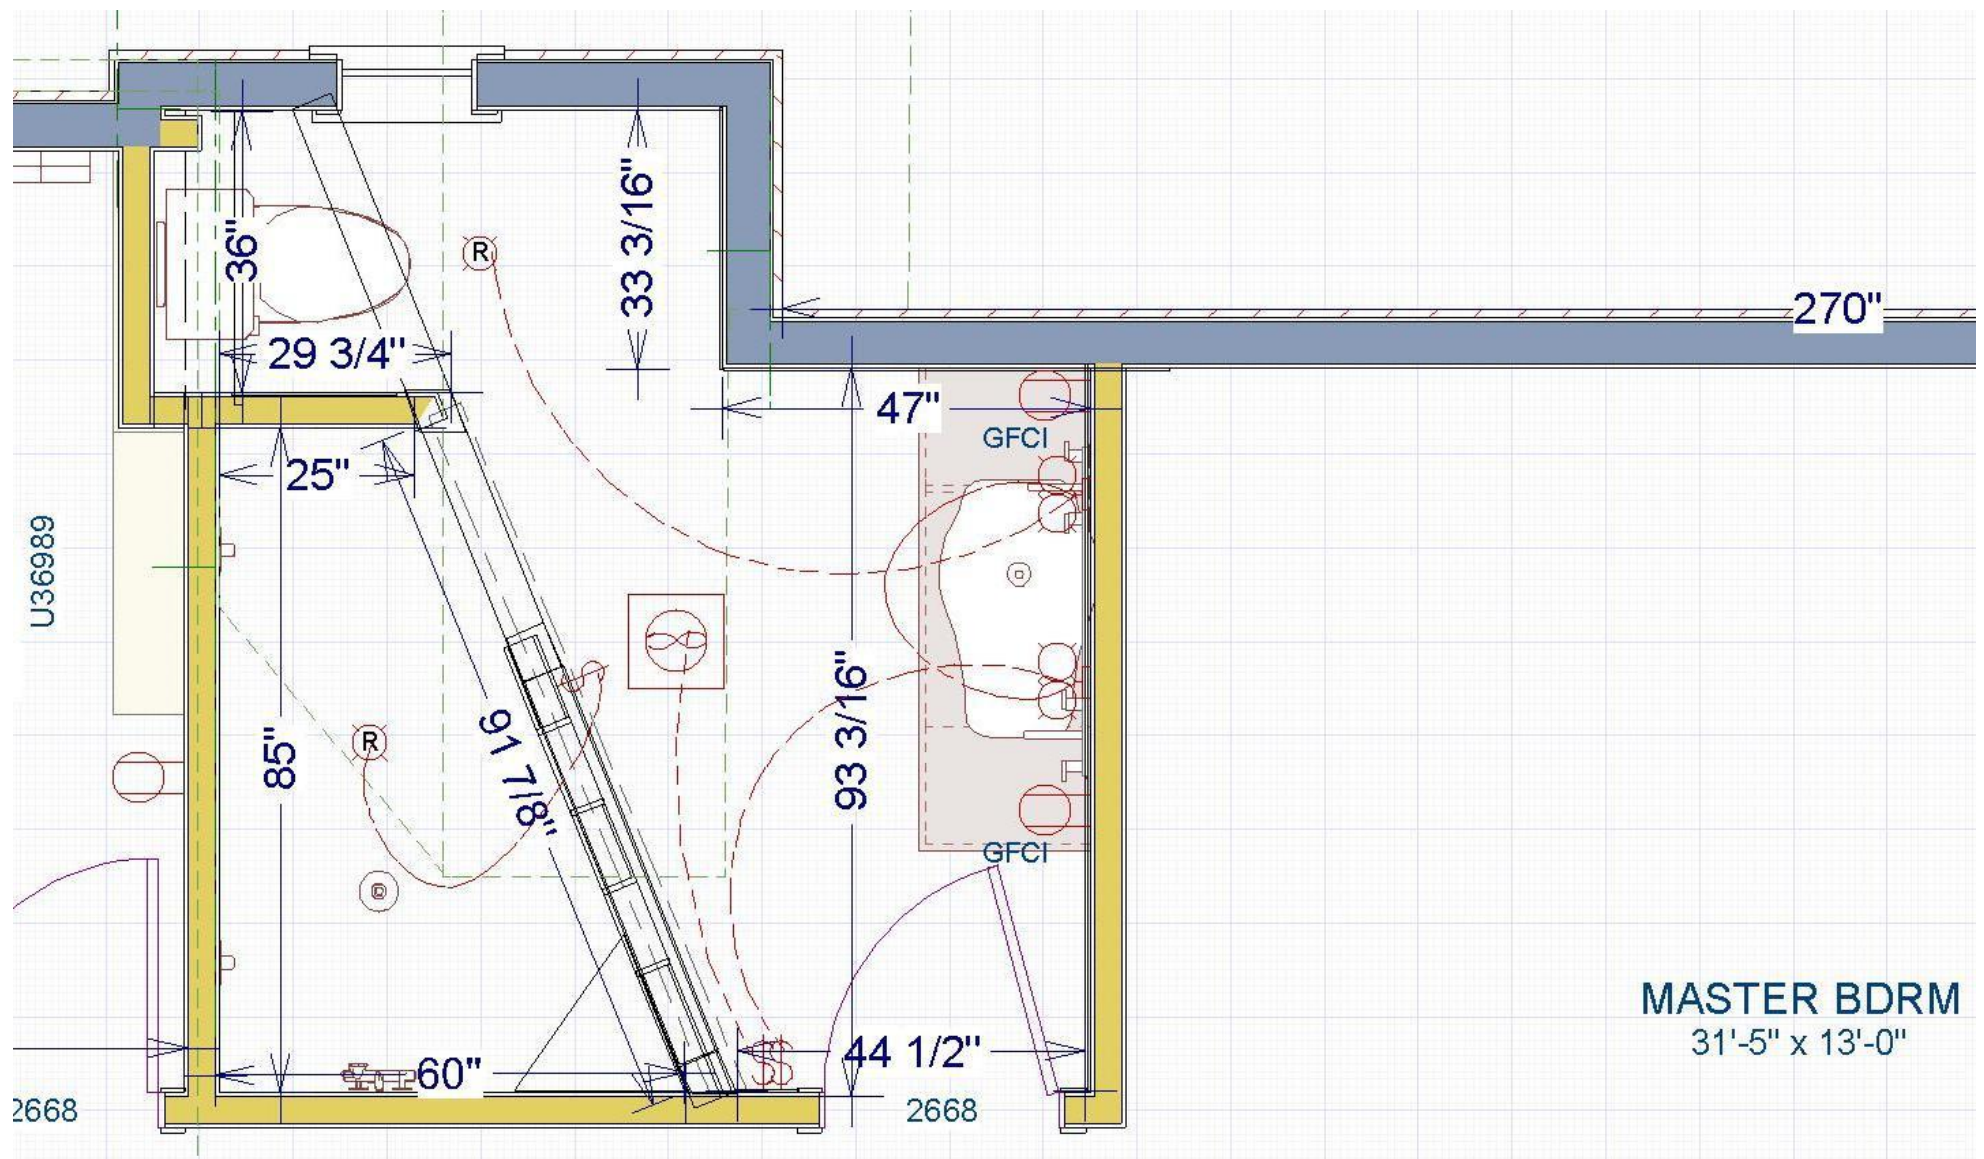 R
36"
33 3/16"
270"
29 3/4"
47"
GFCI
25"
U36989
93 3/16"
R
85"
91 7/8"
GFCI
MASTER BDRM
31'-5" x 13'-0"
44 1/2"
$$
60"
2668
2668